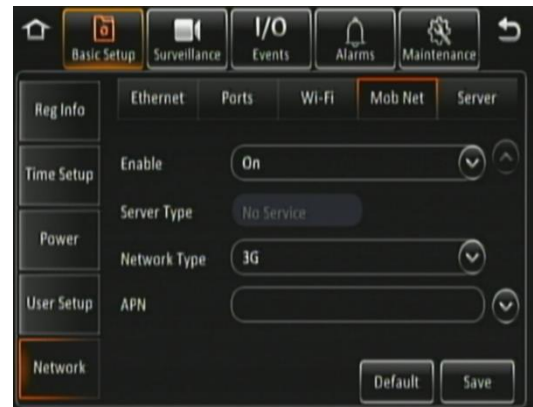 I/O
Basic Setup Surveillance Events Alarms Maintenance
Reg Info Ethernet Ports Wi-Fi Mob Net Server
Time Setup Enable On
Server Type No Service
Power Network Type 3G
User Setup APN
Network Default Save